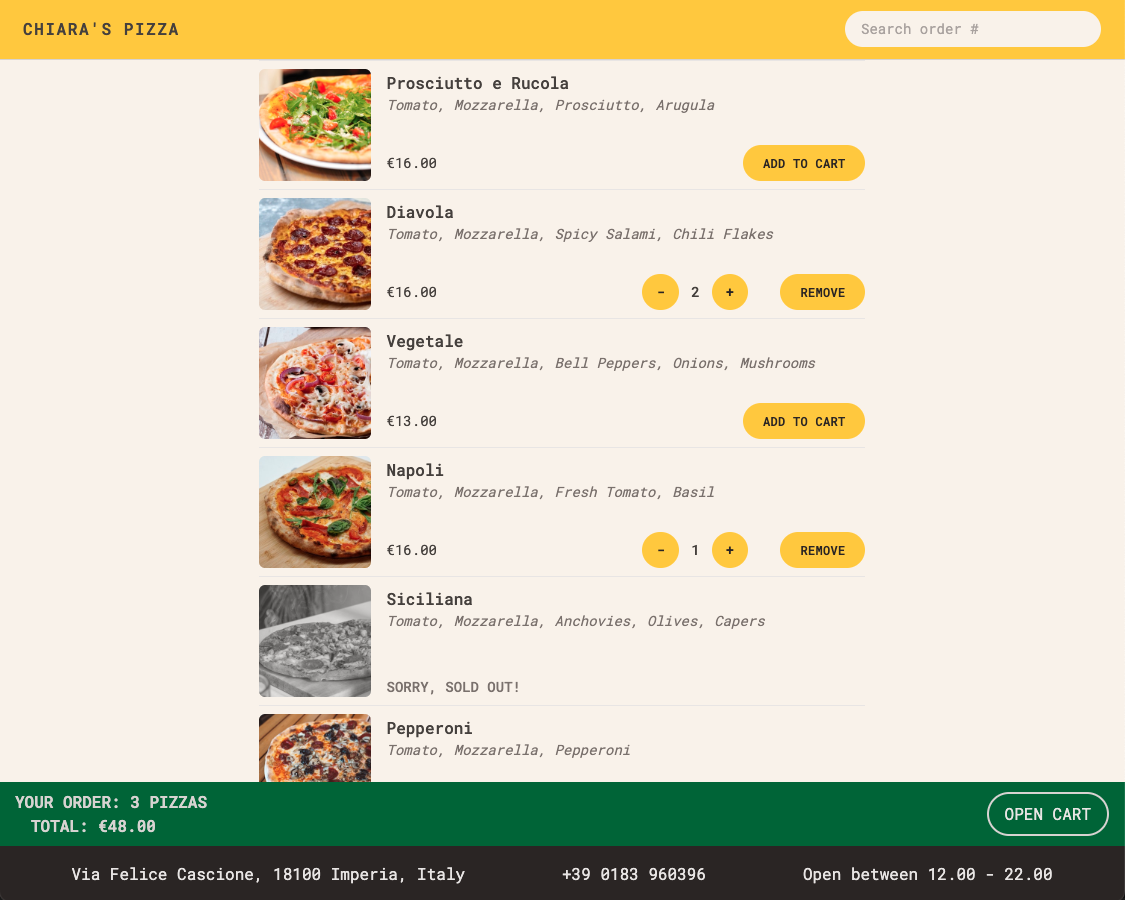 CHIARA'S PIZZA
Search order #
Prosciutto e Rucola
Tomato, Mozzarella, Prosciutto, Arugula
€16.00
ADD TO CART
Diavola
Tomato, Mozzarella, Spicy Salami, Chili Flakes
€16.00
- 2 +
REMOVE
Vegetale
Tomato, Mozzarella, Bell Peppers, Onions, Mushrooms
€13.00
ADD TO CART
Napoli
Tomato, Mozzarella, Fresh Tomato, Basil
€16.00
- 1 +
REMOVE
Siciliana
Tomato, Mozzarella, Anchovies, Olives, Capers
SORRY, SOLD OUT!
Pepperoni
Tomato, Mozzarella, Pepperoni
YOUR ORDER: 3 PIZZAS
TOTAL: €48.00
OPEN CART
Via Felice Cascione, 18100 Imperia, Italy
+39 0183 960396
Open between 12.00 - 22.00